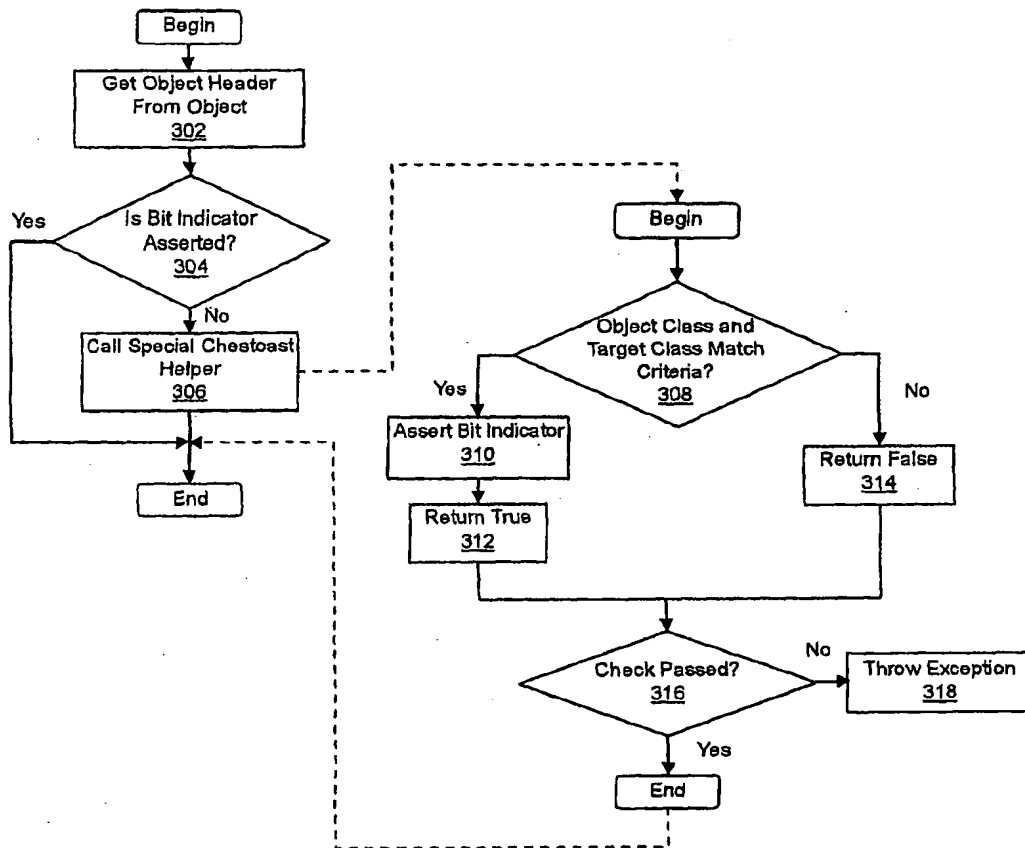 Begin
Get Object Header
From Object
302
Yes
Is Bit Indicator
Asserted?
304
No
Call Special Chestoast
Helper
306
End
Begin
Object Class and
Target Class Match
Criteria?
308
Yes
No
Assert Bit Indicator
310
Return True
312
Return False
314
Check Passed?
316
No
Throw Exception
318
Yes
End